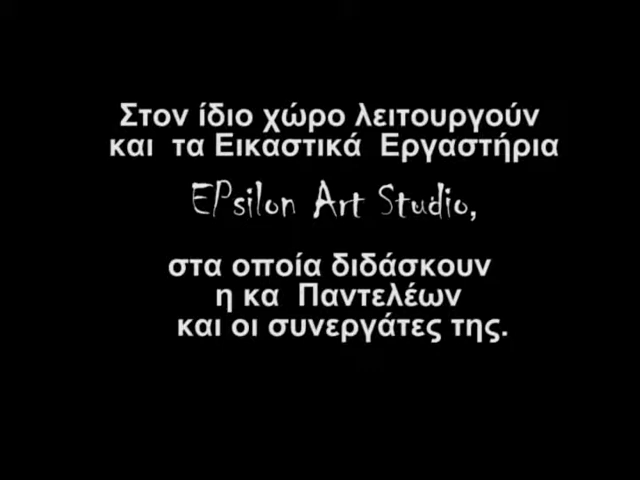 Στον ίδιο χώρο λειτουργούν
και τα Εικαστικά Εργαστήρια
EPsilon Art Studio,
στα οποία διδάσκουν
η κα Παντελέων
και οι συνεργάτες της.